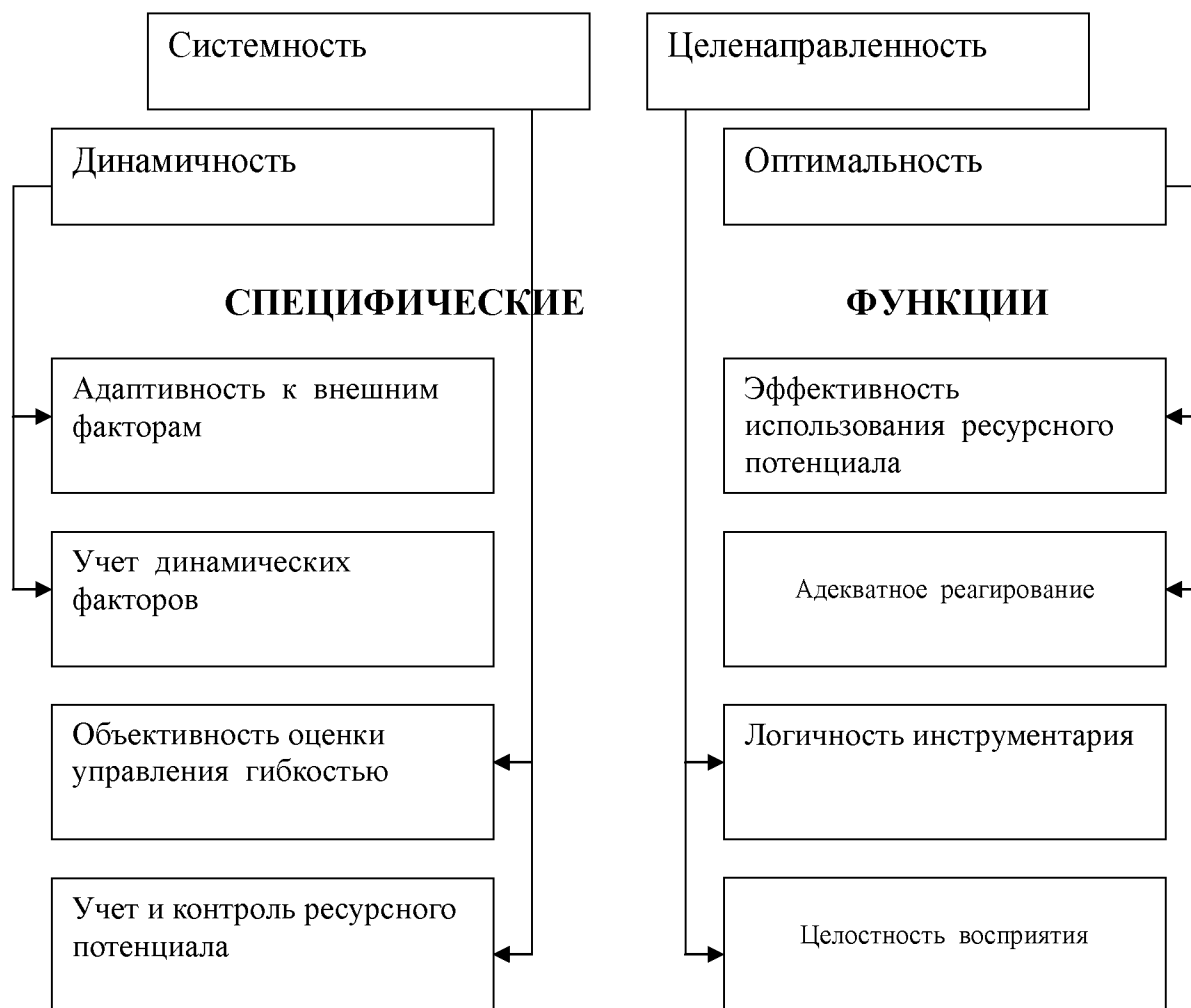 Системность
Целенаправленность
Динамичность
Оптимальность
СПЕЦИФИЧЕСКИЕ ФУНКЦИИ
Адаптивность к внешним
факторам
Эффективность
использования ресурсного
потенциала
Учет динамических
факторов
Адекватное реагирование
Объективность оценки
управления гибкостью
Логичность инструментария
Учет и контроль ресурсного
потенциала
Целостность восприятия